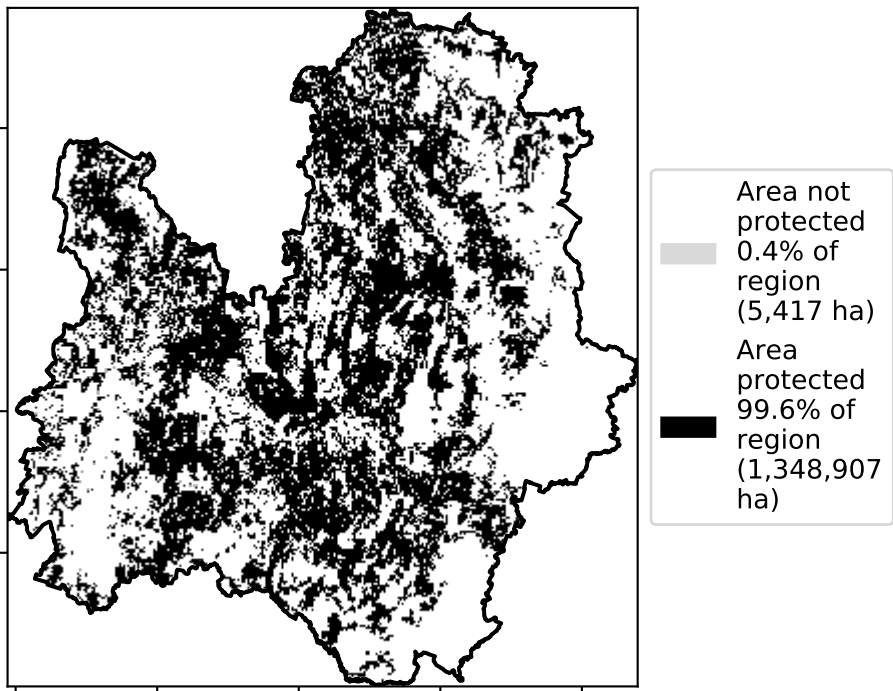 Area not
protected
0.4% of
region
(5,417 ha)
Area
protected
99.6% of
region
(1,348,907
ha)